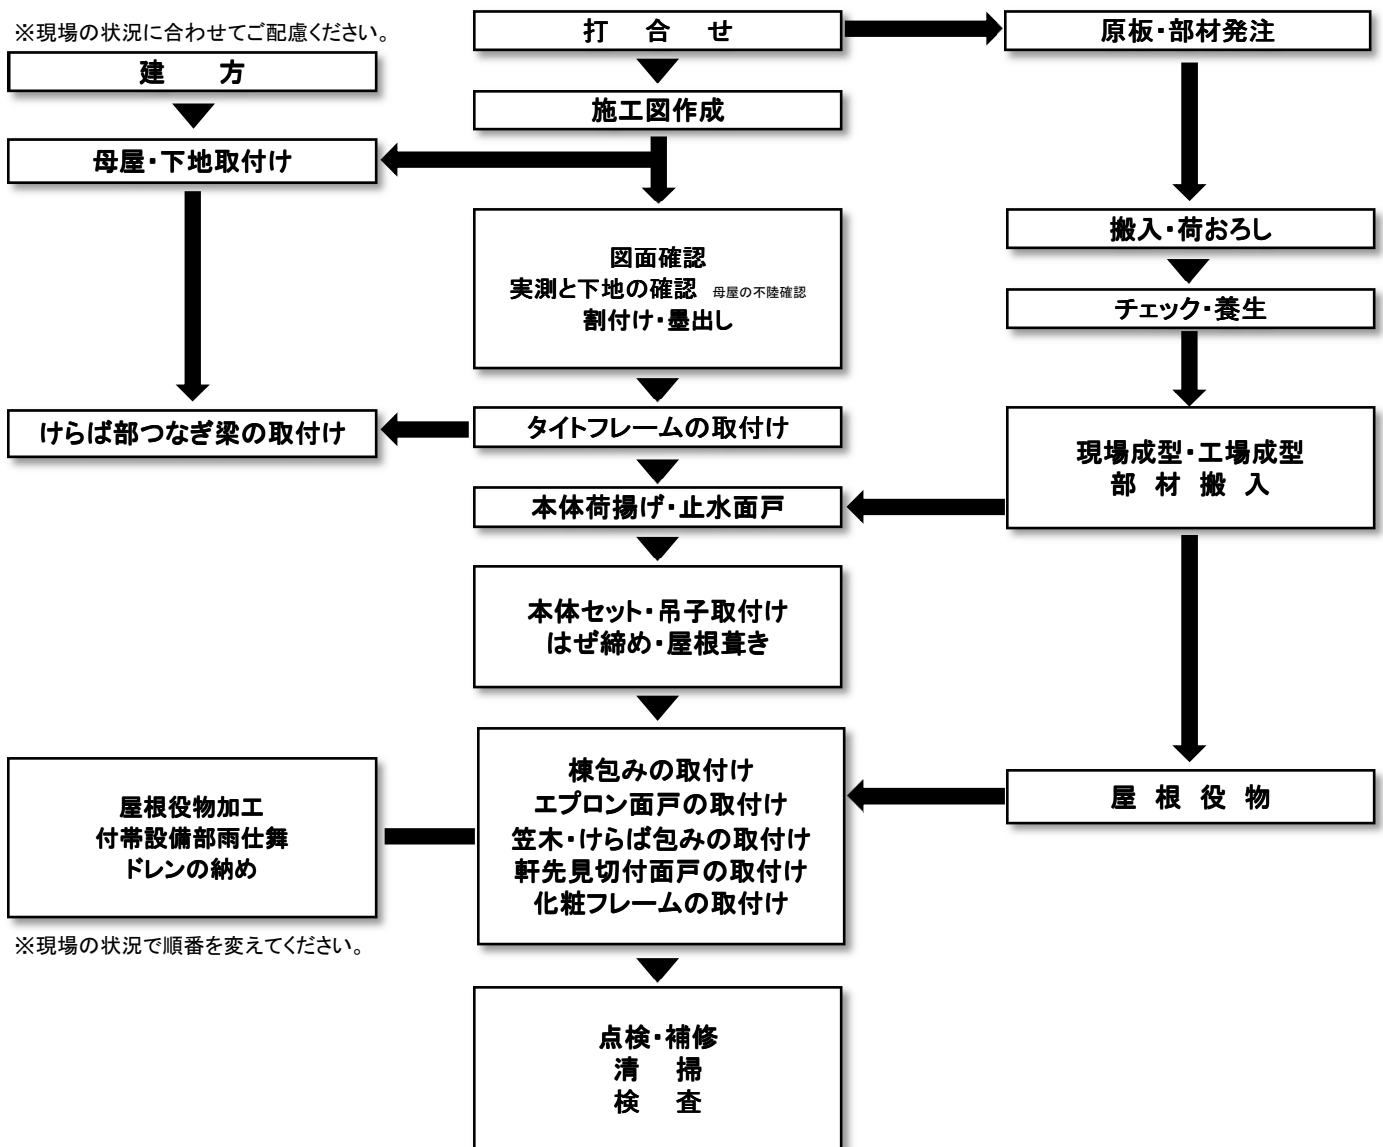 ※現場の状況に合わせてご配慮ください。
打 合 せ
原板・部材発注
建 方
施工図作成
母屋・下地取付け
図面確認
実測と下地の確認 母屋の不陸確認
割付け・墨出し
搬入・荷おろし
チェック・養生
けらば部つなぎ梁の取付け
タイトフレームの取付け
現場成型・工場成型
部 材 搬 入
本体荷揚げ・止水面戸
本体セット・吊子取付け
はぜ締め・屋根葺き
屋根役物加工
付帯設備部雨仕舞
ドレンの納め
棟包みの取付け
エプロン面戸の取付け
笠木・けらば包みの取付け
軒先見切付面戸の取付け
化粧フレームの取付け
屋 根 役 物
※現場の状況で順番を変えてください。
点検・補修
清 掃
検 査